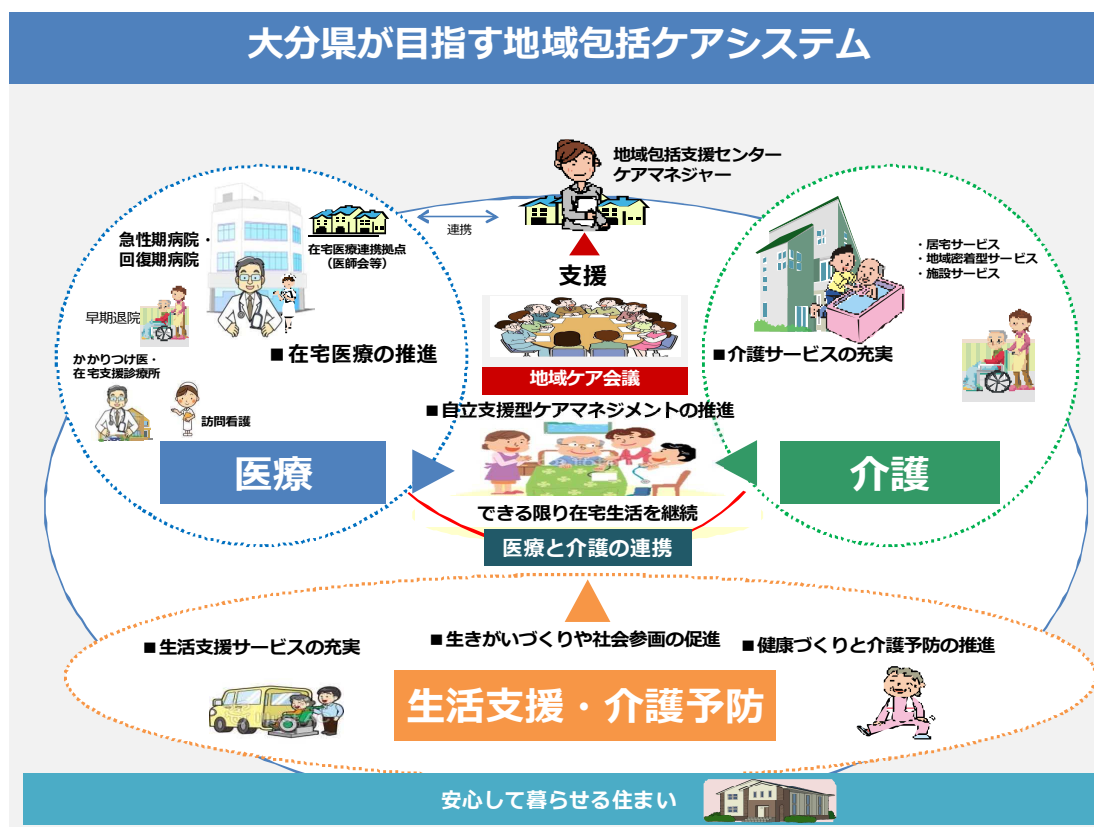 大分県が目指す地域包括ケアシステム
地域包括支援センター
ケアマネジャー
連携
急性期病院・
回復期病院
在宅医療連携拠点
（医師会等）
早期退院
■在宅医療の推進
かかりつけ医・
在宅支援診療所
訪問看護
医療
支援
地域ケア会議
■自立支援型ケアマネジメントの推進
できる限り在宅生活を継続
医療と介護の連携
・居宅サービス
・地域密着型サービス
・施設サービス
■介護サービスの充実
介護
■生活支援サービスの充実
■生きがいづくりや社会参画の促進
■健康づくりと介護予防の推進
生活支援・介護予防
安心して暮らせる住まい